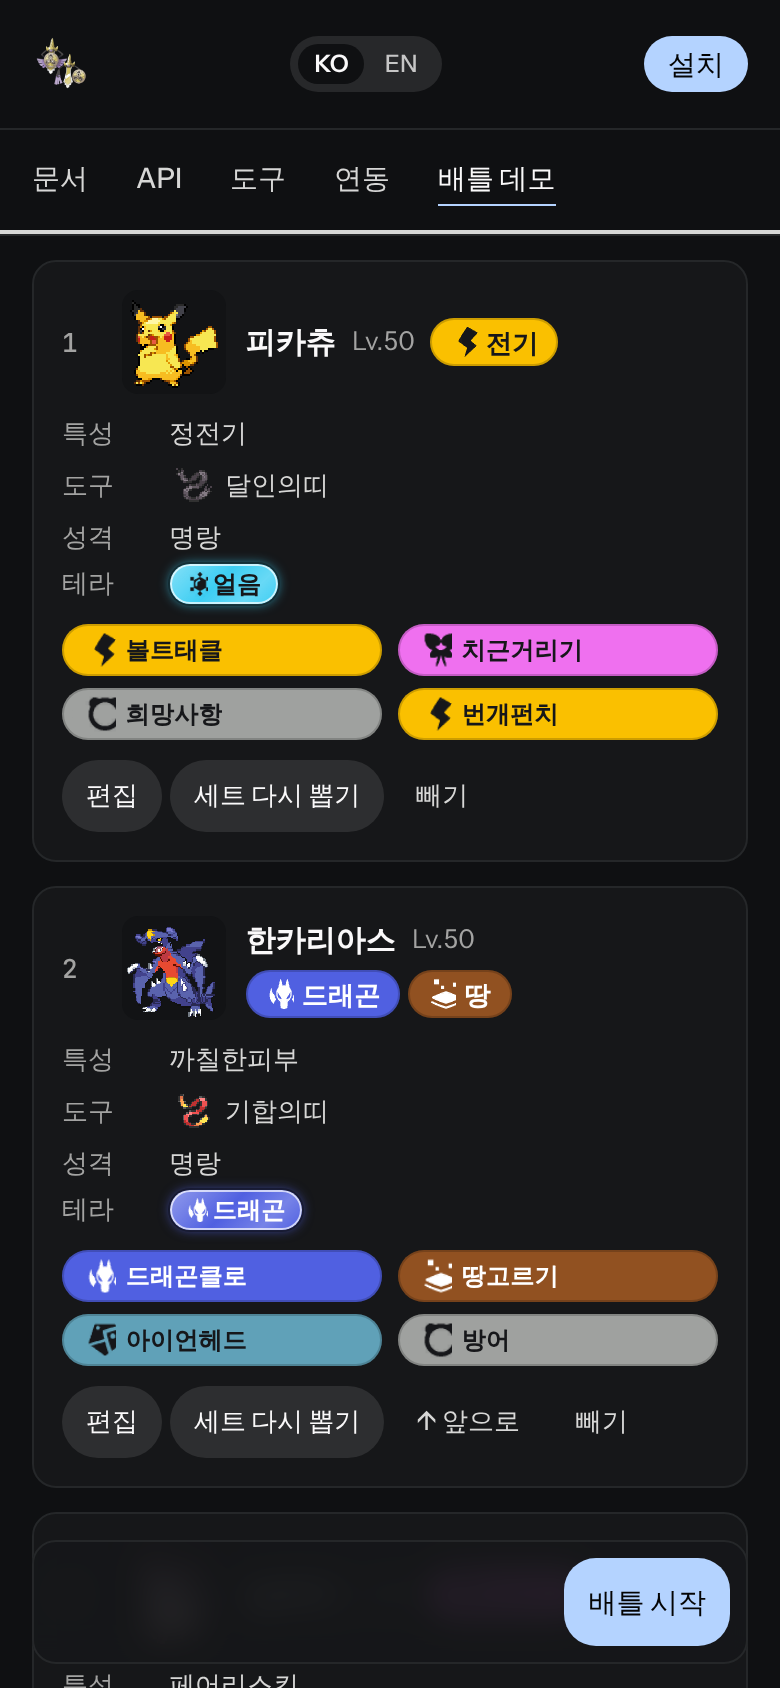 KO EN 설치
문서 API 도구 연동 배틀 데모
1 피카츄 Lv.50 전기
특성 정전기
도구 달인의띠
성격 명랑
테라 얼음
볼트태클 치근거리기
희망사항 번개펀치
편집 세트 다시 뽑기 빼기
2 한카리아스 Lv.50
드래곤 땅
특성 까칠한피부
도구 기합의띠
성격 명랑
테라 드래곤
드래곤클로 땅고르기
아이언헤드 방어
편집 세트 다시 뽑기 ↑ 앞으로 빼기
배틀 시작
특성 페어리스킨